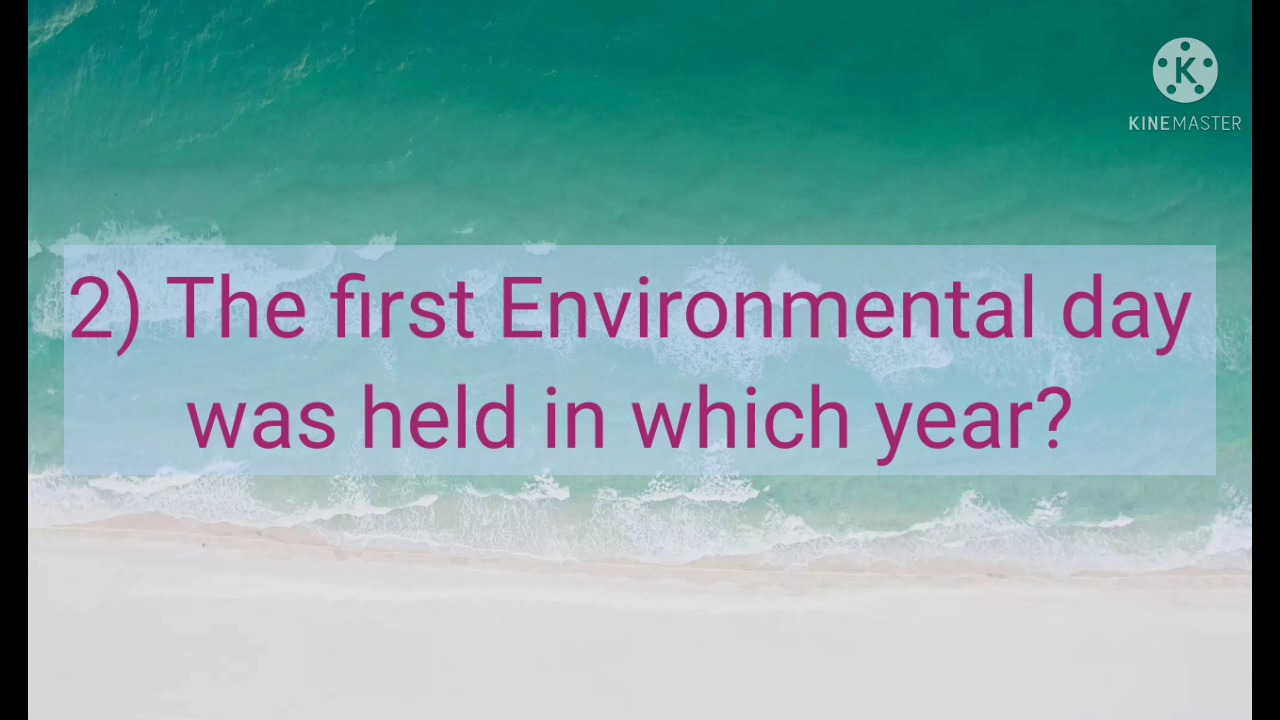 K
KINEMASTER
2) The first Environmental day
was held in which year?